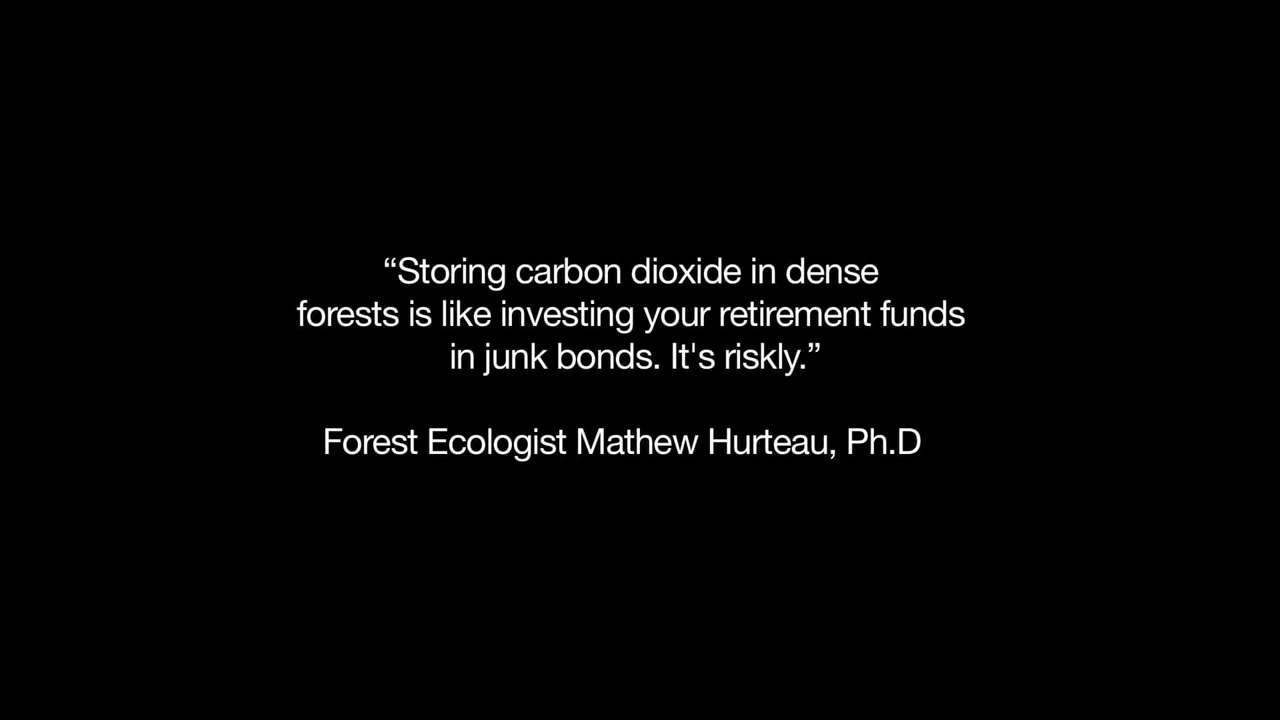 “Storing carbon dioxide in dense
forests is like investing your retirement funds
in junk bonds. It's riskly.”
Forest Ecologist Mathew Hurteau, Ph.D